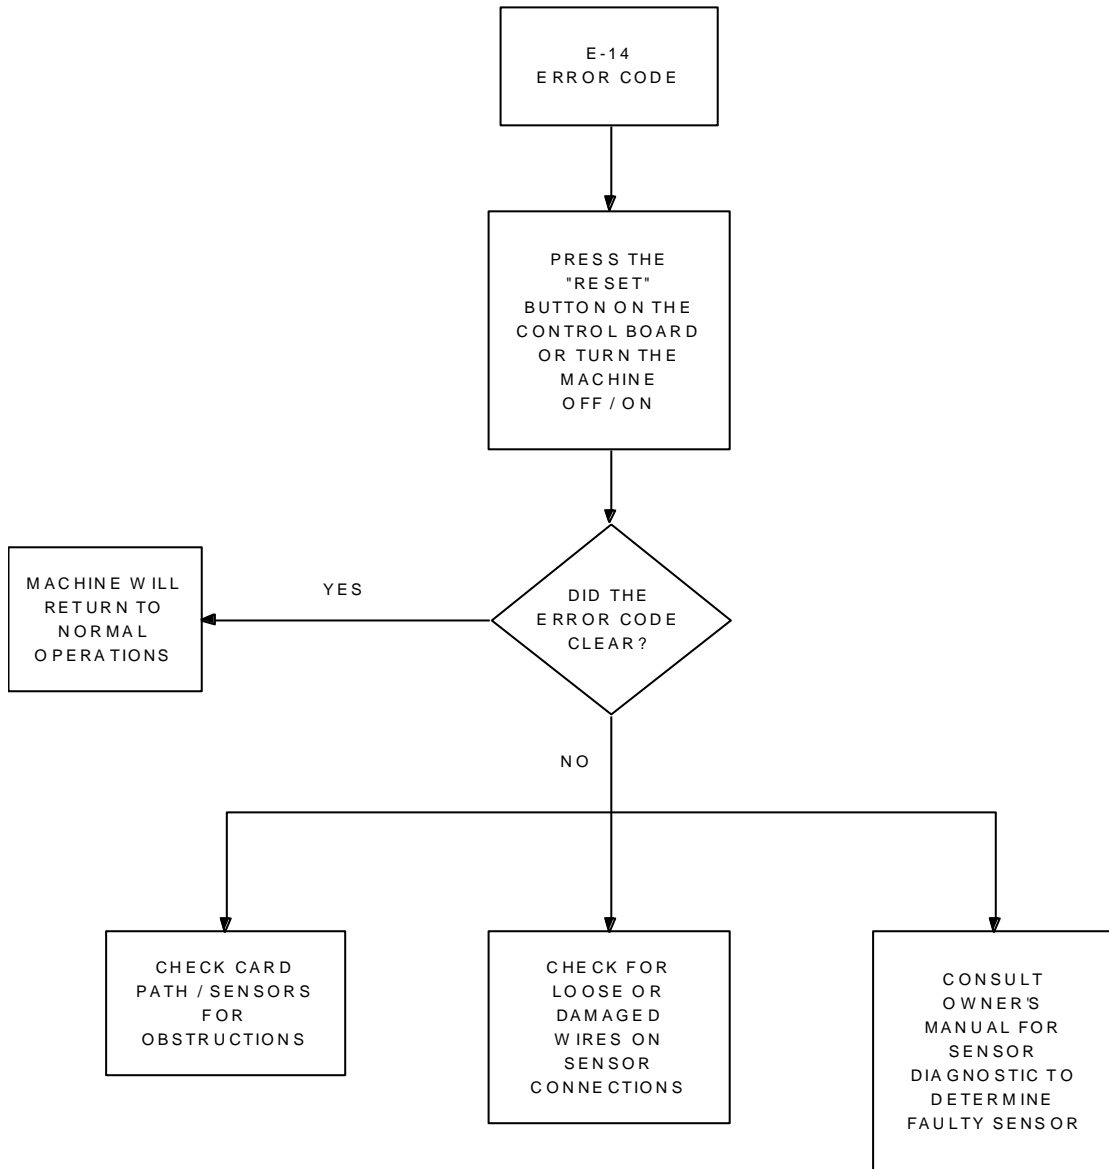 E-14
ERROR CODE
PRESS THE
"RESET"
BUTTON ON THE
CONTROL BOARD
OR TURN THE
MACHINE
OFF / ON
DID THE
ERROR CODE
CLEAR?
YES
MACHINE WILL
RETURN TO
NORMAL
OPERATIONS
NO
CHECK CARD
PATH / SENSORS
FOR
OBSTRUCTIONS
CHECK FOR
LOOSE OR
DAMAGED
WIRES ON
SENSOR
CONNECTIONS
CONSULT
OWNER'S
MANUAL FOR
SENSOR
DIAGNOSTIC TO
DETERMINE
FAULTY SENSOR